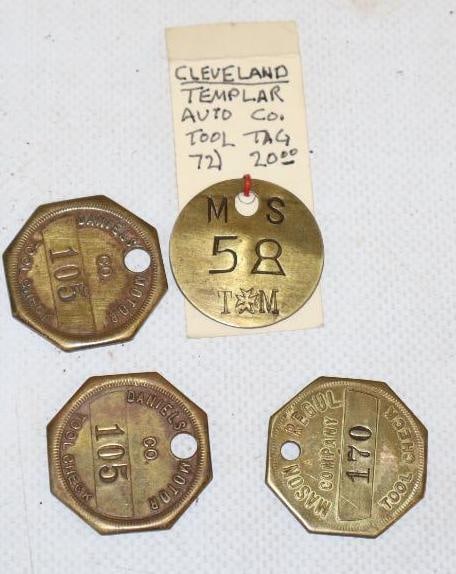 CLEVELAND
TEMPLAR
AUTO CO.
TOOL TAG
72) 20.00
M S
58
T M
DANIELS MOTOR
CO.
105
TOOL CHECK
DANIELS MOTOR
CO.
105
TOOL CHECK
MASON REGUL
COMPANY
170
TOOL CHECK